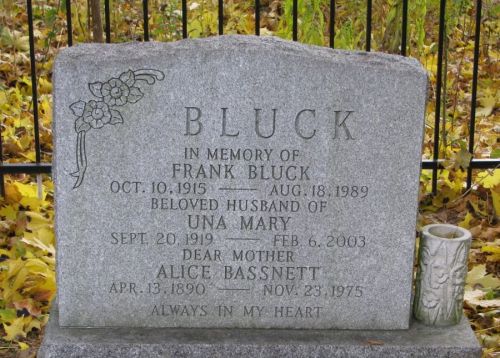 BLUCK
IN MEMORY OF
FRANK BLUCK
OCT. 10, 1915 — AUG. 18, 1989
BELOVED HUSBAND OF
UNA MARY
SEPT. 20, 1919 — FEB. 6, 2003
DEAR MOTHER
ALICE BASSNETT
APR. 13, 1890 — NOV. 23, 1975
ALWAYS IN MY HEART